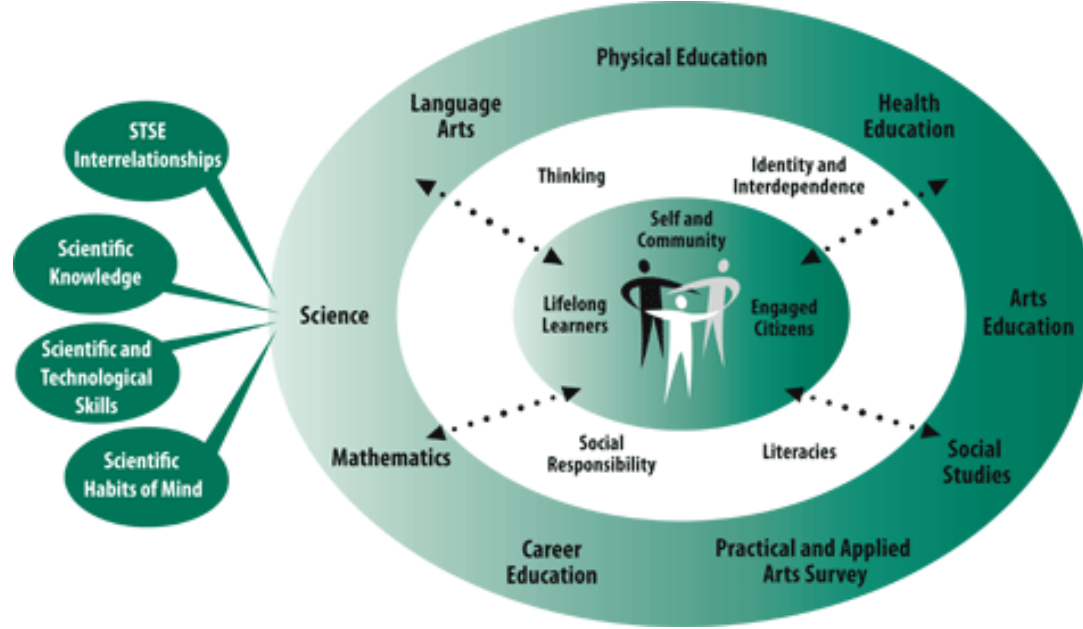 Physical Education
Language
Arts
Health
Education
STSE
Interrelationships
Thinking
Identity and
Interdependence
Self and
Community
Scientific
Knowledge
Science
Lifelong
Learners
Engaged
Citizens
Arts
Education
Scientific and
Technological
Skills
Mathematics
Social
Responsibility
Literacies
Social
Studies
Scientific
Habits of Mind
Career
Education
Practical and Applied
Arts Survey